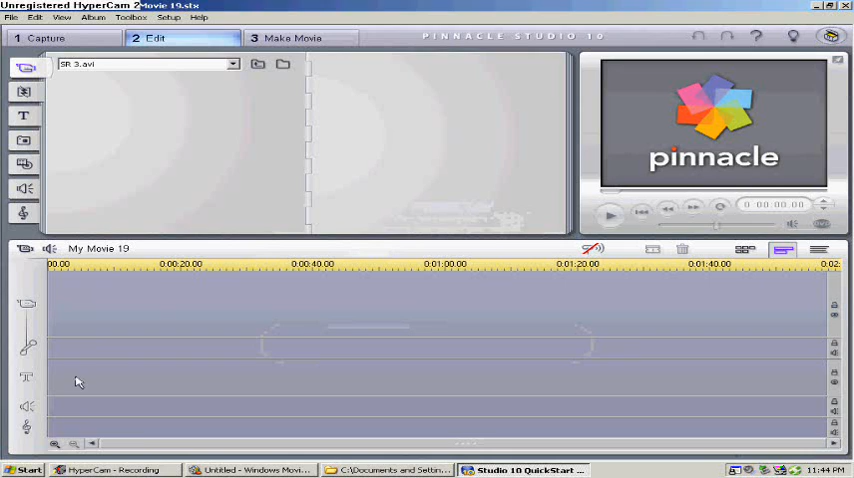 Unregistered HyperCam 2 Movie 19.stx
File Edit View Album Toolbox Setup Help
1 Capture 2 Edit 3 Make Movie PINNACLE STUDIO 10
SR 3.avi
pinnacle
0:00:00.00
My Movie 19
00.00 0:00:20.00 0:00:40.00 0:01:00.00 0:01:20.00 0:01:40.00 0:02:
Start HyperCam - Recording Untitled - Windows Movi... C:\Documents and Settin... Studio 10 QuickStart ... 11:44 PM